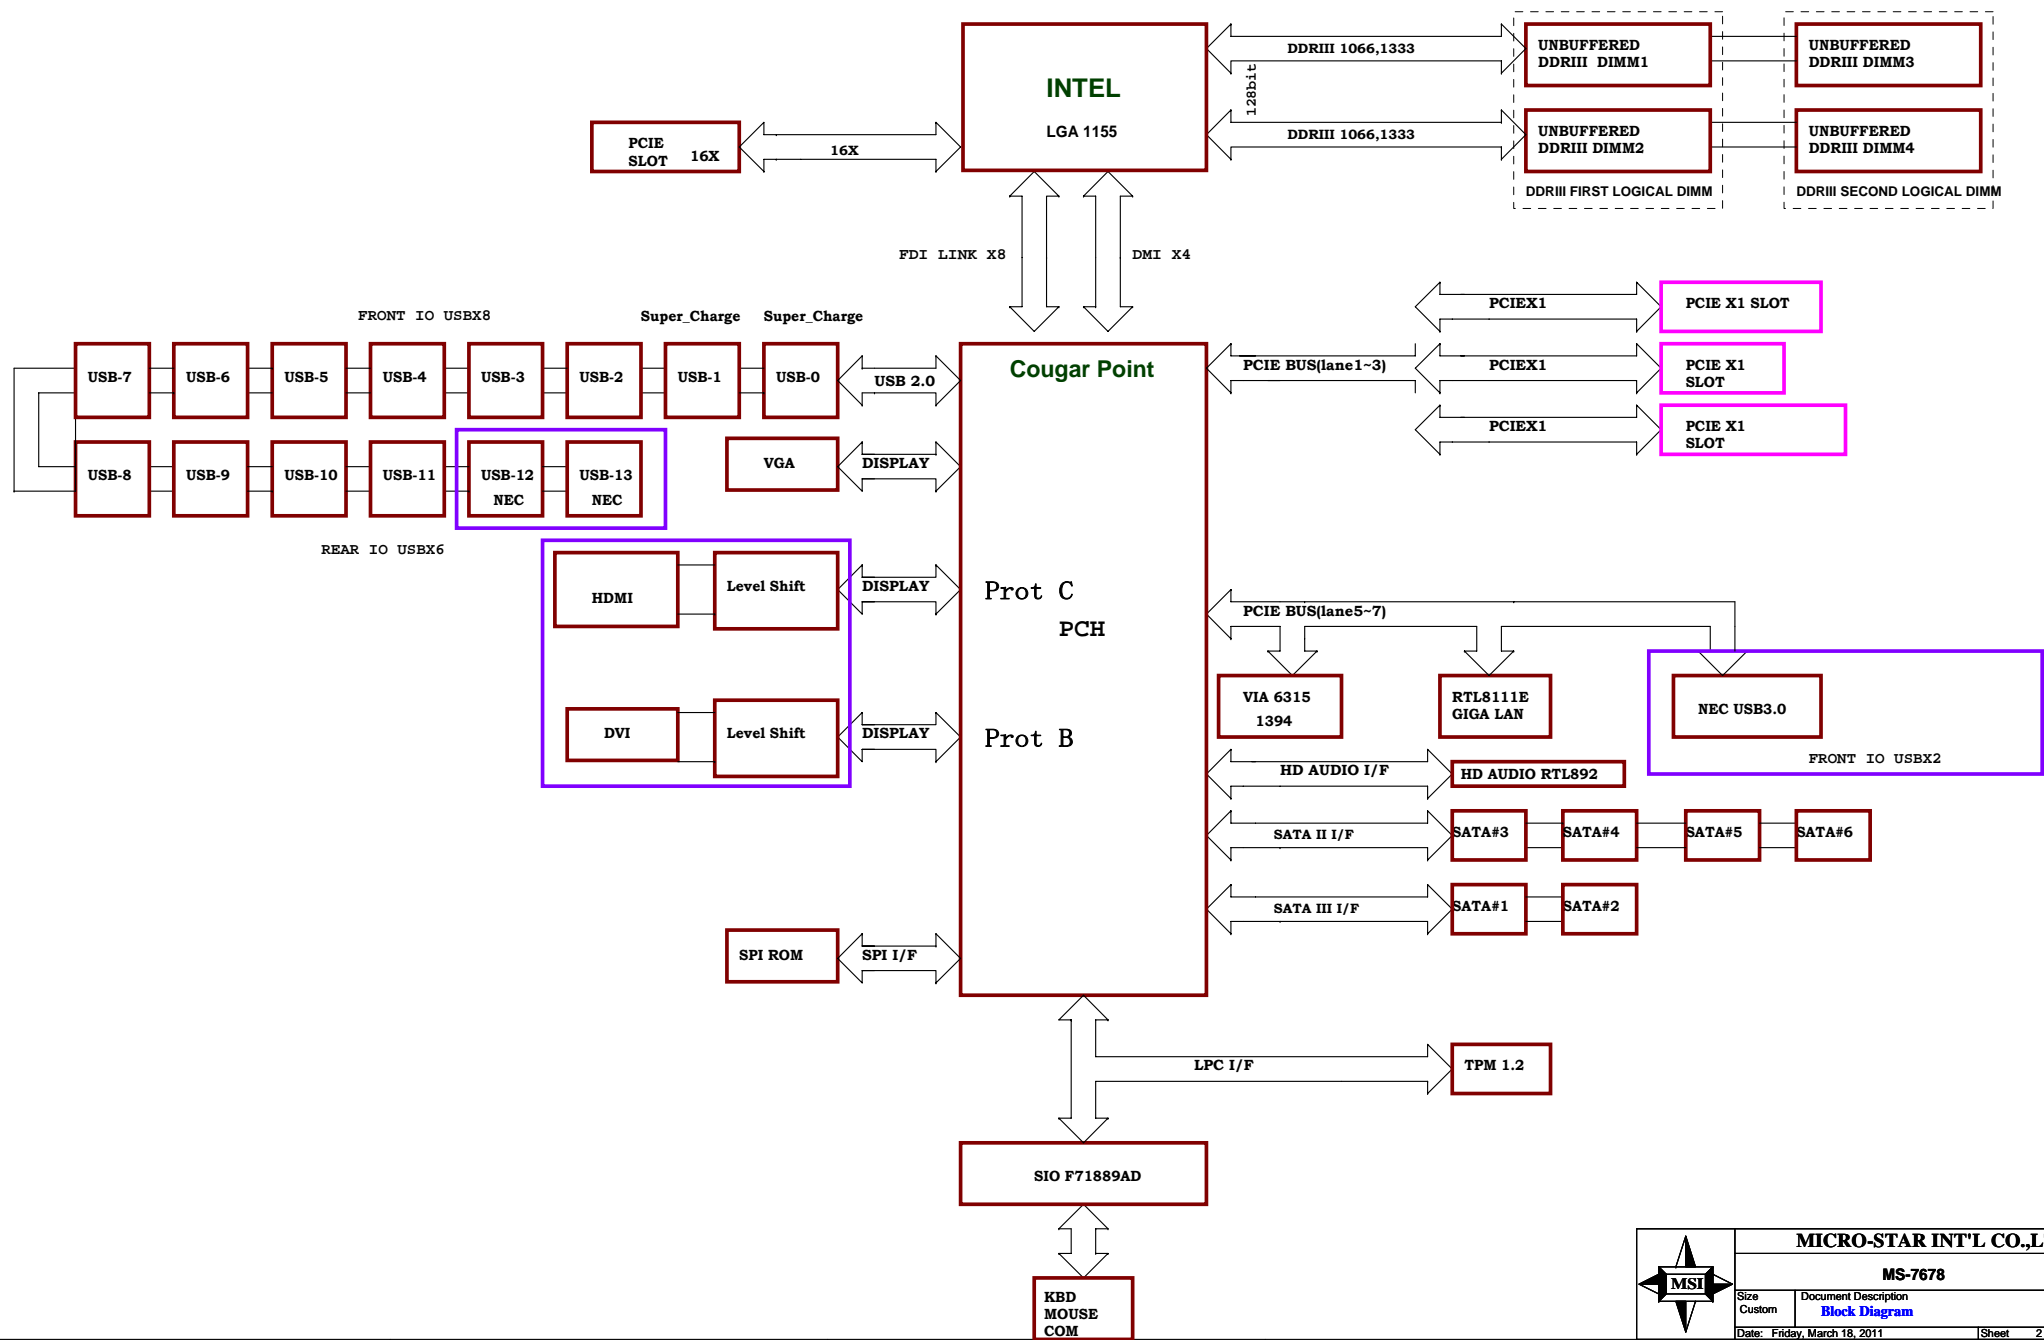 INTEL
LGA 1155
PCIE
SLOT 16X
16X
DDRIII 1066,1333
128bit
DDRIII 1066,1333
UNBUFFERED
DDRIII DIMM1
UNBUFFERED
DDRIII DIMM3
UNBUFFERED
DDRIII DIMM2
UNBUFFERED
DDRIII DIMM4
DDRIII FIRST LOGICAL DIMM
DDRIII SECOND LOGICAL DIMM
FDI LINK X8
DMI X4
FRONT IO USBX8
Super_Charge
Super_Charge
USB-7
USB-6
USB-5
USB-4
USB-3
USB-2
USB-1
USB-0
USB 2.0
USB-8
USB-9
USB-10
USB-11
USB-12
NEC
USB-13
NEC
REAR IO USBX6
VGA
DISPLAY
HDMI
Level Shift
DISPLAY
DVI
Level Shift
DISPLAY
SPI ROM
SPI I/F
Cougar Point
Prot C
PCH
Prot B
PCIE BUS(lane1~3)
PCIEX1
PCIE X1 SLOT
PCIEX1
PCIE X1
SLOT
PCIEX1
PCIE X1
SLOT
PCIE BUS(lane5~7)
VIA 6315
1394
RTL8111E
GIGA LAN
NEC USB3.0
FRONT IO USBX2
HD AUDIO I/F
HD AUDIO RTL892
SATA II I/F
SATA#3
SATA#4
SATA#5
SATA#6
SATA III I/F
SATA#1
SATA#2
LPC I/F
TPM 1.2
SIO F71889AD
KBD
MOUSE
COM
MSI
MICRO-STAR INT'L CO.,L
MS-7678
Size
Custom
Document Description
Block Diagram
Date: Friday, March 18, 2011
Sheet 2